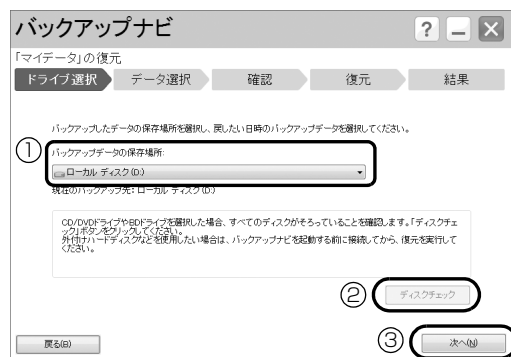 バックアップナビ
?
「マイデータ」の復元
ドライブ選択 データ選択 確認 復元 結果
バックアップしたデータの保存場所を選択し、戻したい日時のバックアップデータを選択してください。
①
バックアップデータの保存場所:
ローカル ディスク (D:)
現在のバックアップ先: ローカル ディスク (D:)
CD/DVDドライブやBDドライブを選択した場合、すべてのディスクがそろっていることを確認します。「ディスクチェ
ック」ボタンをクリックしてください。
外付けハードディスクなどを使用したい場合は、バックアップナビを起動する前に接続してから、復元を実行して
ください。
② ディスクチェック
戻る(B) ③ 次へ(N)